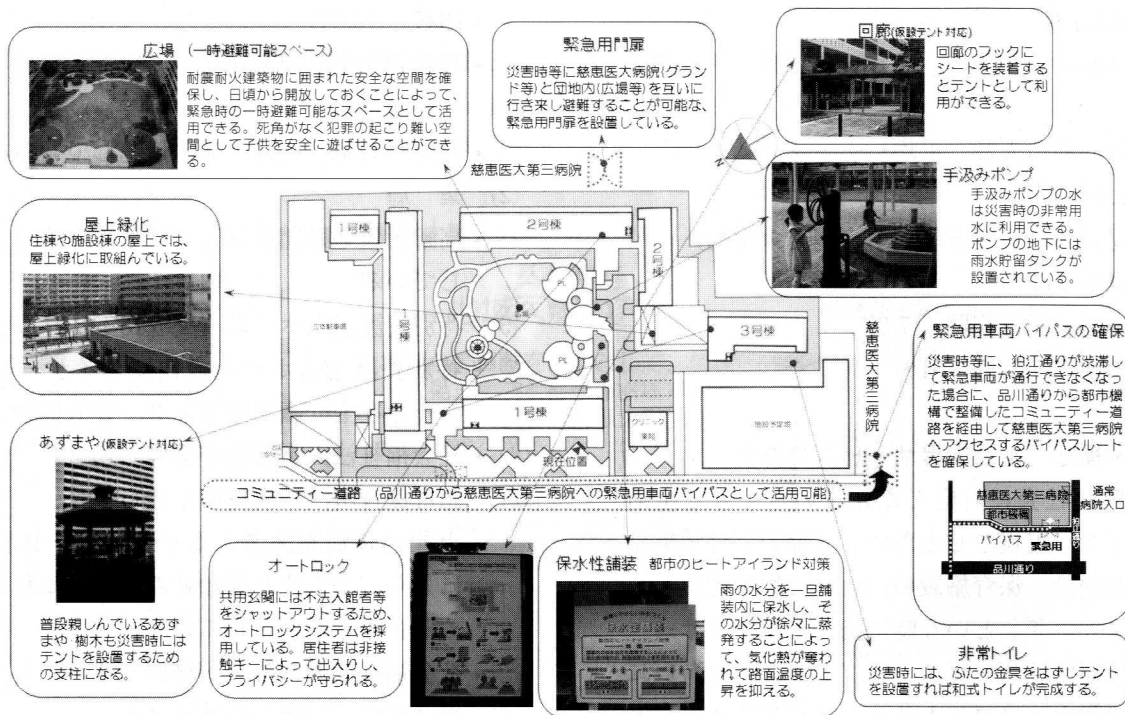 広場 (一時避難可能スペース)
耐震耐火建築物に囲まれた安全な空間を確
保し、日頃から開放しておくことによって、
緊急時の一時避難可能なスペースとして活
用できる。死角がなく犯罪の起こり難い空
間として子供を安全に遊ばせることができ
る。
緊急用門扉
災害時等に慈恵医大病院(グラン
ド等)と団地内(広場等)を互いに
行き来し避難することが可能な、
緊急用門扉を設置している。
慈恵医大第三病院
N
回廊(仮設テント対応)
回廊のフックに
シートを装着する
とテントとして利
用ができる。
手汲みポンプ
手汲みポンプの水
は災害時の非常用
水に利用できる。
ポンプの地下には
雨水貯留タンクが
設置されている。
屋上緑化
住棟や施設棟の屋上では、
屋上緑化に取組んでいる。
1号棟
2号棟
2号棟
1号棟
3号棟
1号棟
PL
PL
広場
立体駐車場
クリニック
薬局
施設予定地
現在位置
慈恵医大第三病院
コミュニティー道路 (品川通りから慈恵医大第三病院への緊急用車両バイパスとして活用可能)
緊急用車両バイパスの確保
災害時等に、狛江通りが渋滞し
て緊急車両が通行できなくなっ
た場合に、品川通りから都市機
構で整備したコミュニティー道
路を経由して慈恵医大第三病院
へアクセスするバイパスルート
を確保している。
慈恵医大第三病院
通常
病院入口
都市機構
バイパス
緊急用
狛江通り
品川通り
あずまや(仮設テント対応)
普段親しんでいるあず
まや・樹木も災害時には
テントを設置するため
の支柱になる。
オートロック
共用玄関には不法入館者等
をシャットアウトするため、
オートロックシステムを採
用している。居住者は非接
触キーによって出入りし、
プライバシーが守られる。
保水性舗装 都市のヒートアイランド対策
雨の水分を一旦舗
装内に保水し、そ
の水分が徐々に蒸
発することによっ
て、気化熱が奪わ
れて路面温度の上
昇を抑える。
非常トイレ
災害時には、ふたの金具をはずしテント
を設置すれば和式トイレが完成する。